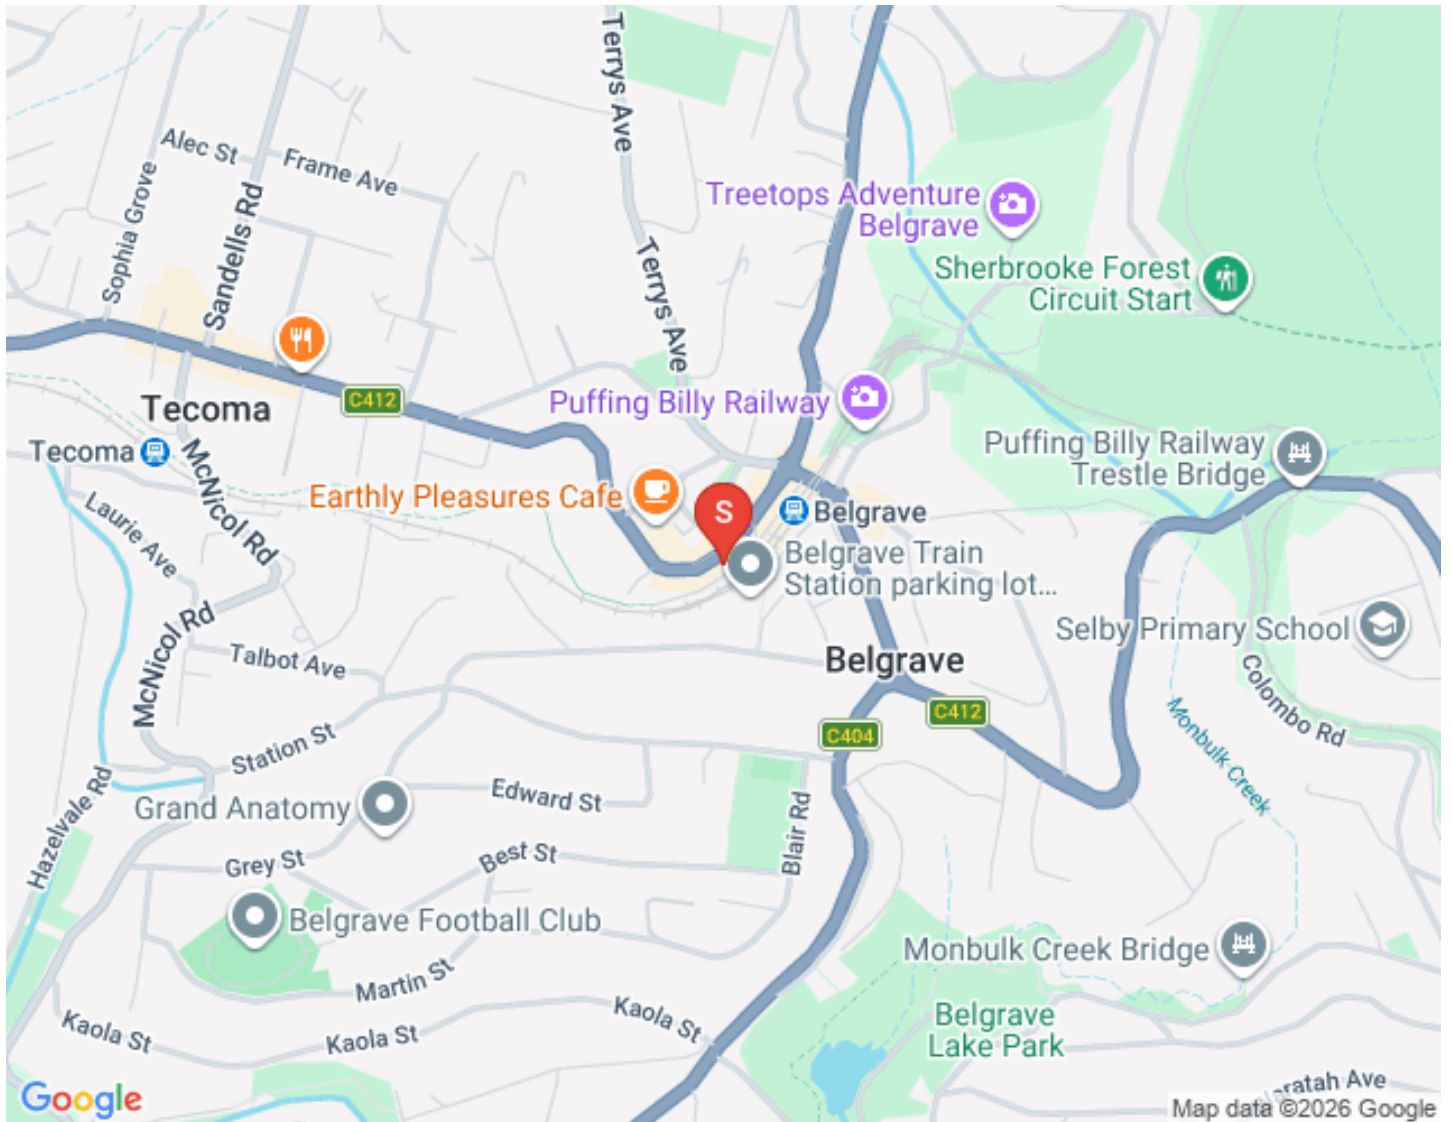 Terrys Ave
Alec St
Frame Ave
Sophia Grove
Sandells Rd
Treetops Adventure
Belgrave
Terrys Ave
Sherbrooke Forest
Circuit Start
C412
Tecoma
Puffing Billy Railway
Tecoma
McNicol Rd
Puffing Billy Railway
Trestle Bridge
Earthly Pleasures Cafe
S
Belgrave
Laurie Ave
Belgrave Train
Station parking lot...
McNicol Rd
Selby Primary School
Talbot Ave
Belgrave
Colombo Rd
C412
C404
Station St
Monbulk Creek
Hazelvale Rd
Grand Anatomy
Edward St
Blair Rd
Grey St
Best St
Belgrave Football Club
Monbulk Creek Bridge
Martin St
Kaola St
Kaola St
Kaola St
Belgrave
Lake Park
Google
Map data ©2026 Google